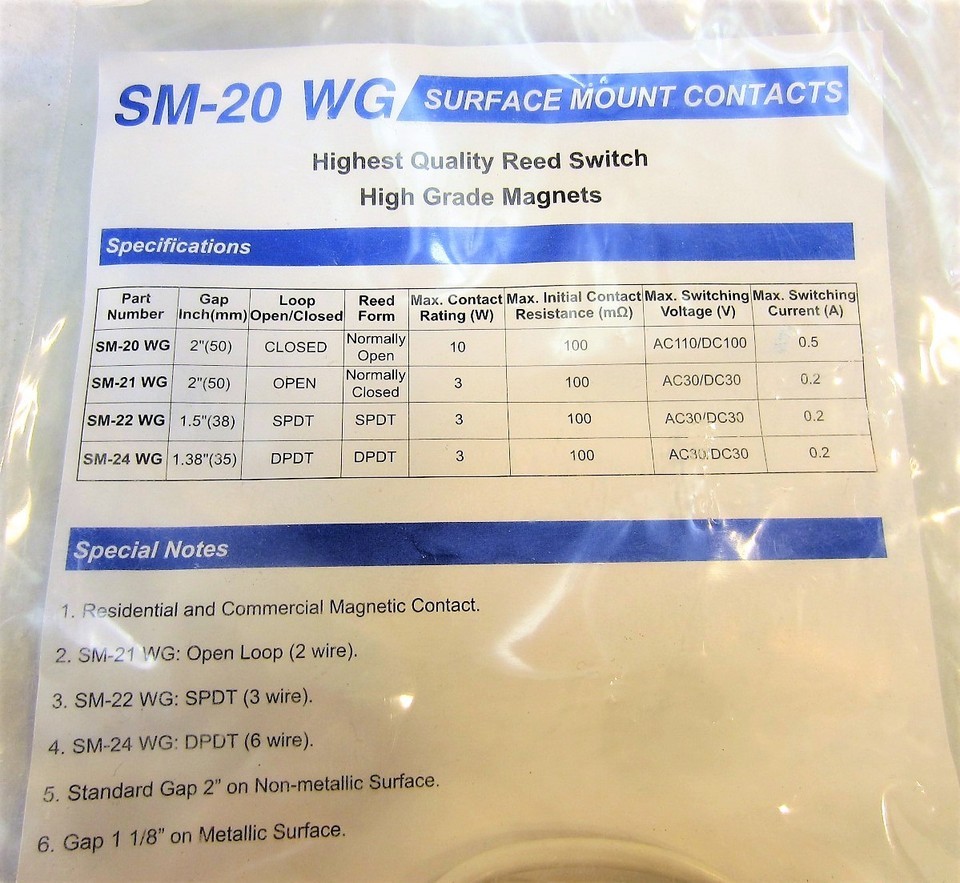 SM-20 WG SURFACE MOUNT CONTACTS
Highest Quality Reed Switch
High Grade Magnets
Specifications
Part Number Gap Inch(mm) Loop Open/Closed Reed Form Max. Contact Rating (W) Max. Initial Contact Resistance (mΩ) Max. Switching Voltage (V) Max. Switching Current (A)
SM-20 WG 2"(50) CLOSED Normally Open 10 100 AC110/DC100 0.5
SM-21 WG 2"(50) OPEN Normally Closed 3 100 AC30/DC30 0.2
SM-22 WG 1.5"(38) SPDT SPDT 3 100 AC30/DC30 0.2
SM-24 WG 1.38"(35) DPDT DPDT 3 100 AC30/DC30 0.2
Special Notes
1. Residential and Commercial Magnetic Contact.
2. SM-21 WG: Open Loop (2 wire).
3. SM-22 WG: SPDT (3 wire).
4. SM-24 WG: DPDT (6 wire).
5. Standard Gap 2” on Non-metallic Surface.
6. Gap 1 1/8” on Metallic Surface.